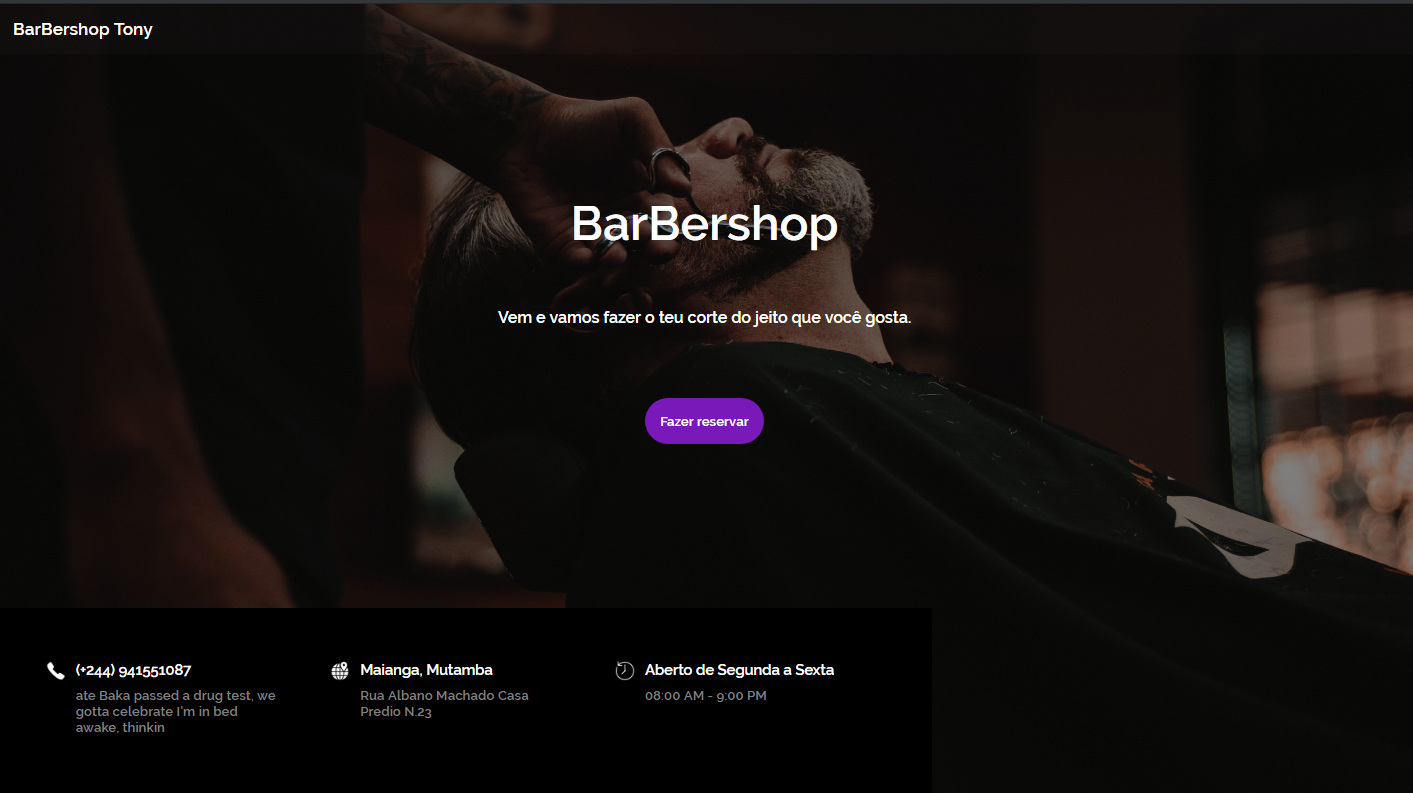 BarBershop Tony
BarBershop
Vem e vamos fazer o teu corte do jeito que você gosta.
Fazer reservar
(+244) 941551087
ate Baka passed a drug test, we
gotta celebrate I'm in bed
awake, thinkin
Maianga, Mutamba
Rua Albano Machado Casa
Predio N.23
Aberto de Segunda a Sexta
08:00 AM - 9:00 PM